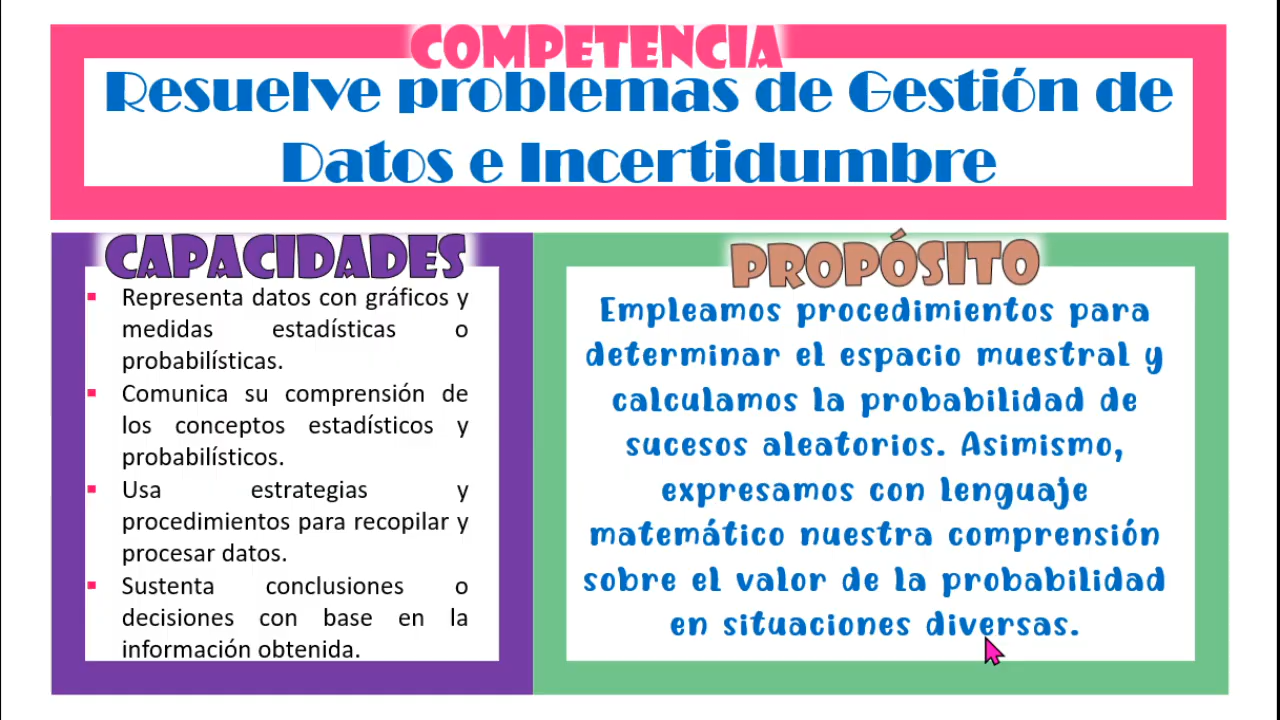 COMPETENCIA
Resuelve problemas de Gestión de
Datos e Incertidumbre
CAPACIDADES
▪ Representa datos con gráficos y
medidas estadísticas o
probabilísticas.
▪ Comunica su comprensión de
los conceptos estadísticos y
probabilísticos.
▪ Usa estrategias y
procedimientos para recopilar y
procesar datos.
▪ Sustenta conclusiones o
decisiones con base en la
información obtenida.
PROPÓSITO
Empleamos procedimientos para
determinar el espacio muestral y
calculamos la probabilidad de
sucesos aleatorios. Asimismo,
expresamos con lenguaje
matemático nuestra comprensión
sobre el valor de la probabilidad
en situaciones diversas.